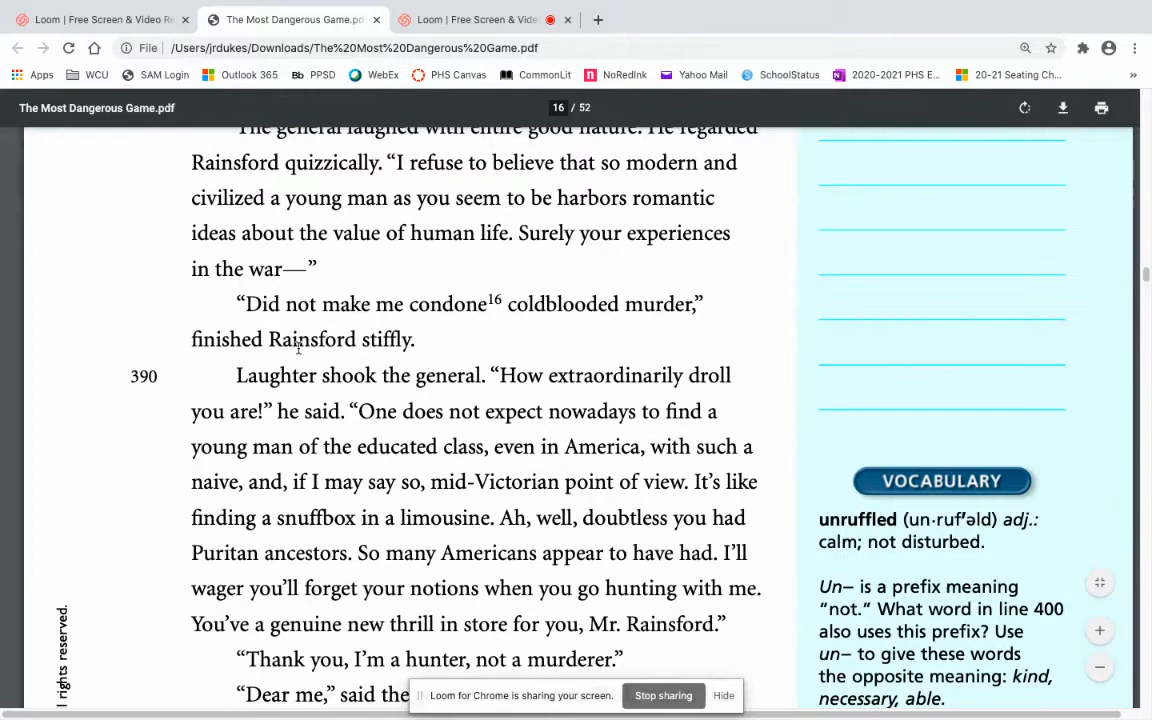 Loom | Free Screen & Video Re
The Most Dangerous Game.pd
Loom | Free Screen & Vide
File /Users/jrdukes/Downloads/The%20Most%20Dangerous%20Game.pdf
Apps WCU SAM Login Outlook 365 Bb PPSD WebEx PHS Canvas CommonLit NoRedInk Yahoo Mail SchoolStatus 2020-2021 PHS E... 20-21 Seating Ch... »
The Most Dangerous Game.pdf 16 / 52
The general laughed with entire good nature. He regarded
Rainsford quizzically. “I refuse to believe that so modern and
civilized a young man as you seem to be harbors romantic
ideas about the value of human life. Surely your experiences
in the war—”
“Did not make me condone16 coldblooded murder,”
finished Rainsford stiffly.
390 Laughter shook the general. “How extraordinarily droll
you are!” he said. “One does not expect nowadays to find a
young man of the educated class, even in America, with such a
naive, and, if I may say so, mid-Victorian point of view. It’s like
finding a snuffbox in a limousine. Ah, well, doubtless you had
Puritan ancestors. So many Americans appear to have had. I’ll
wager you’ll forget your notions when you go hunting with me.
You’ve a genuine new thrill in store for you, Mr. Rainsford.”
“Thank you, I’m a hunter, not a murderer.”
“Dear me,” said the
l rights reserved.
VOCABULARY
unruffled (un·ruf′əld) adj.:
calm; not disturbed.
Un– is a prefix meaning
“not.” What word in line 400
also uses this prefix? Use
un– to give these words
the opposite meaning: kind,
necessary, able.
Loom for Chrome is sharing your screen. Stop sharing Hide